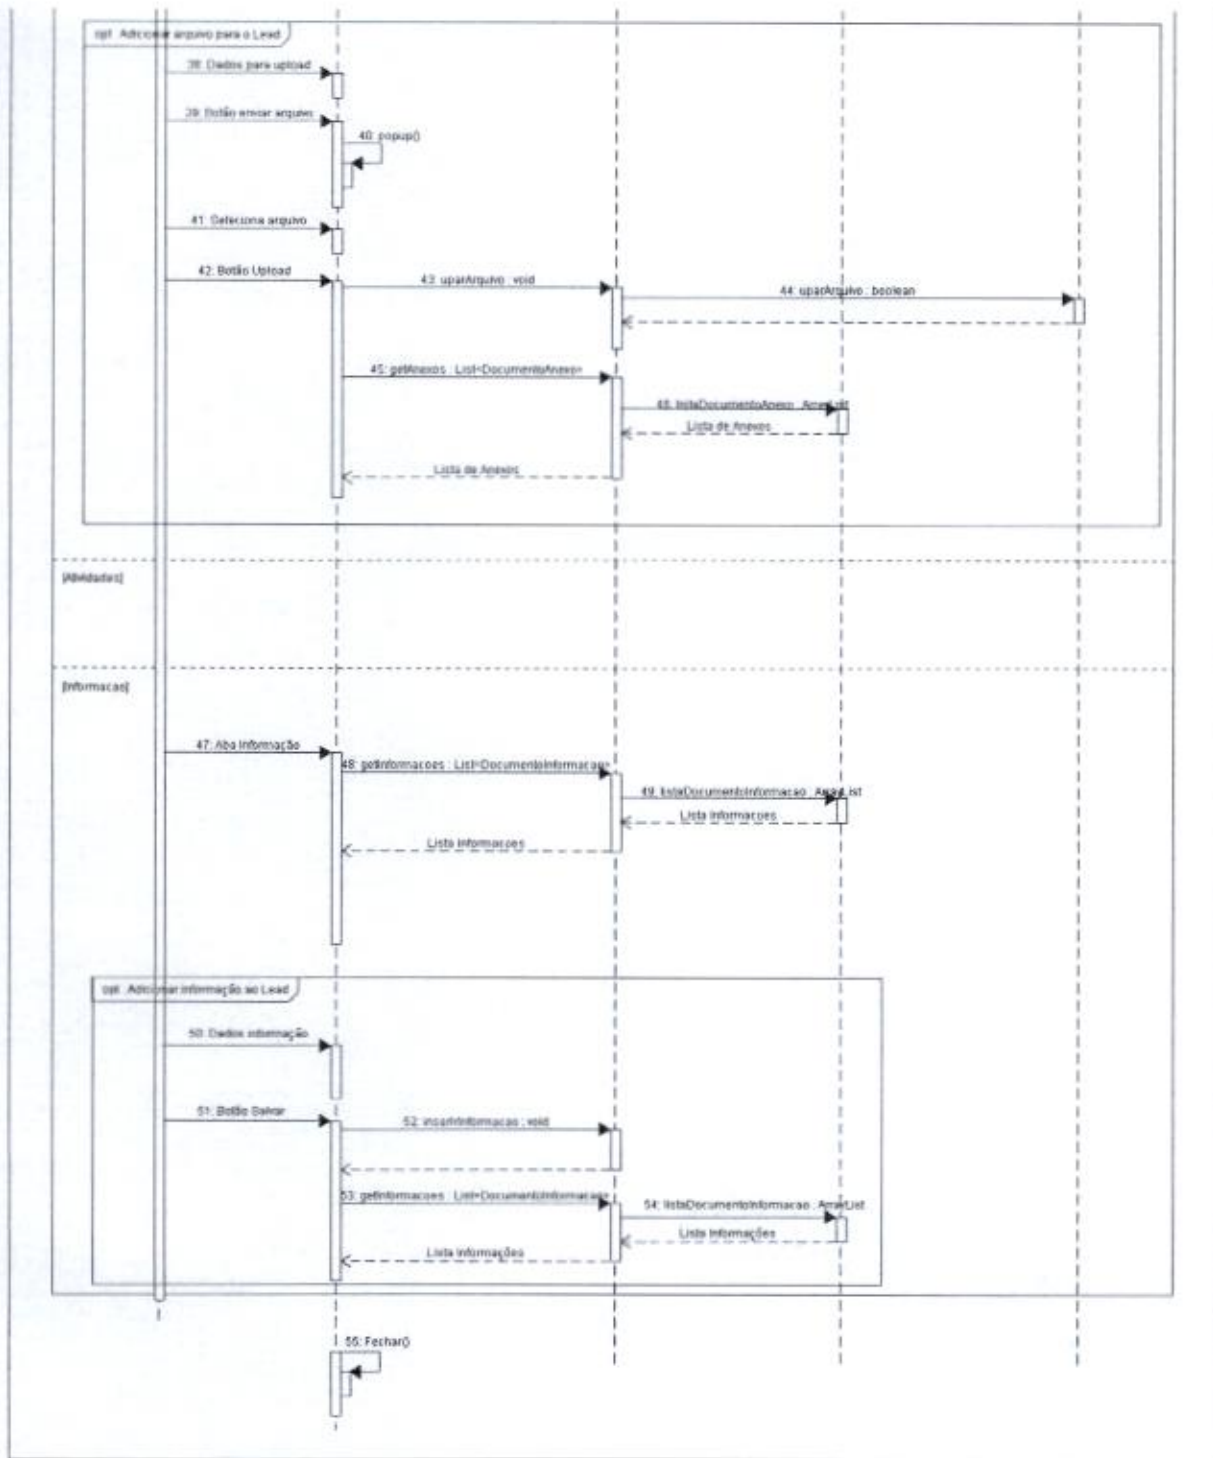 opt Adicionar arquivo para o Lead
38: Dados para upload
39: Botão enviar arquivo
40: popup()
41: Seleciona arquivo
42: Botão Upload
43: uparArquivo : void
44: uparArquivo : boolean
45: getAnexos : List<DocumentoAnexo>
46: listaDocumentoAnexo : ArrayList
Lista de Anexos
Lista de Anexos
[Atividades]
[Informacao]
47: Aba Informação
48: getInformacoes : List<DocumentoInformacao>
49: listaDocumentoInformacao : ArrayList
Lista Informacoes
Lista Informacoes
opt Adicionar informação ao Lead
50: Dados informação
51: Botão Salvar
52: inserirInformacao : void
53: getInformacoes : List<DocumentoInformacao>
54: listaDocumentoInformacao : ArrayList
Lista Informações
Lista Informações
55: Fechar()